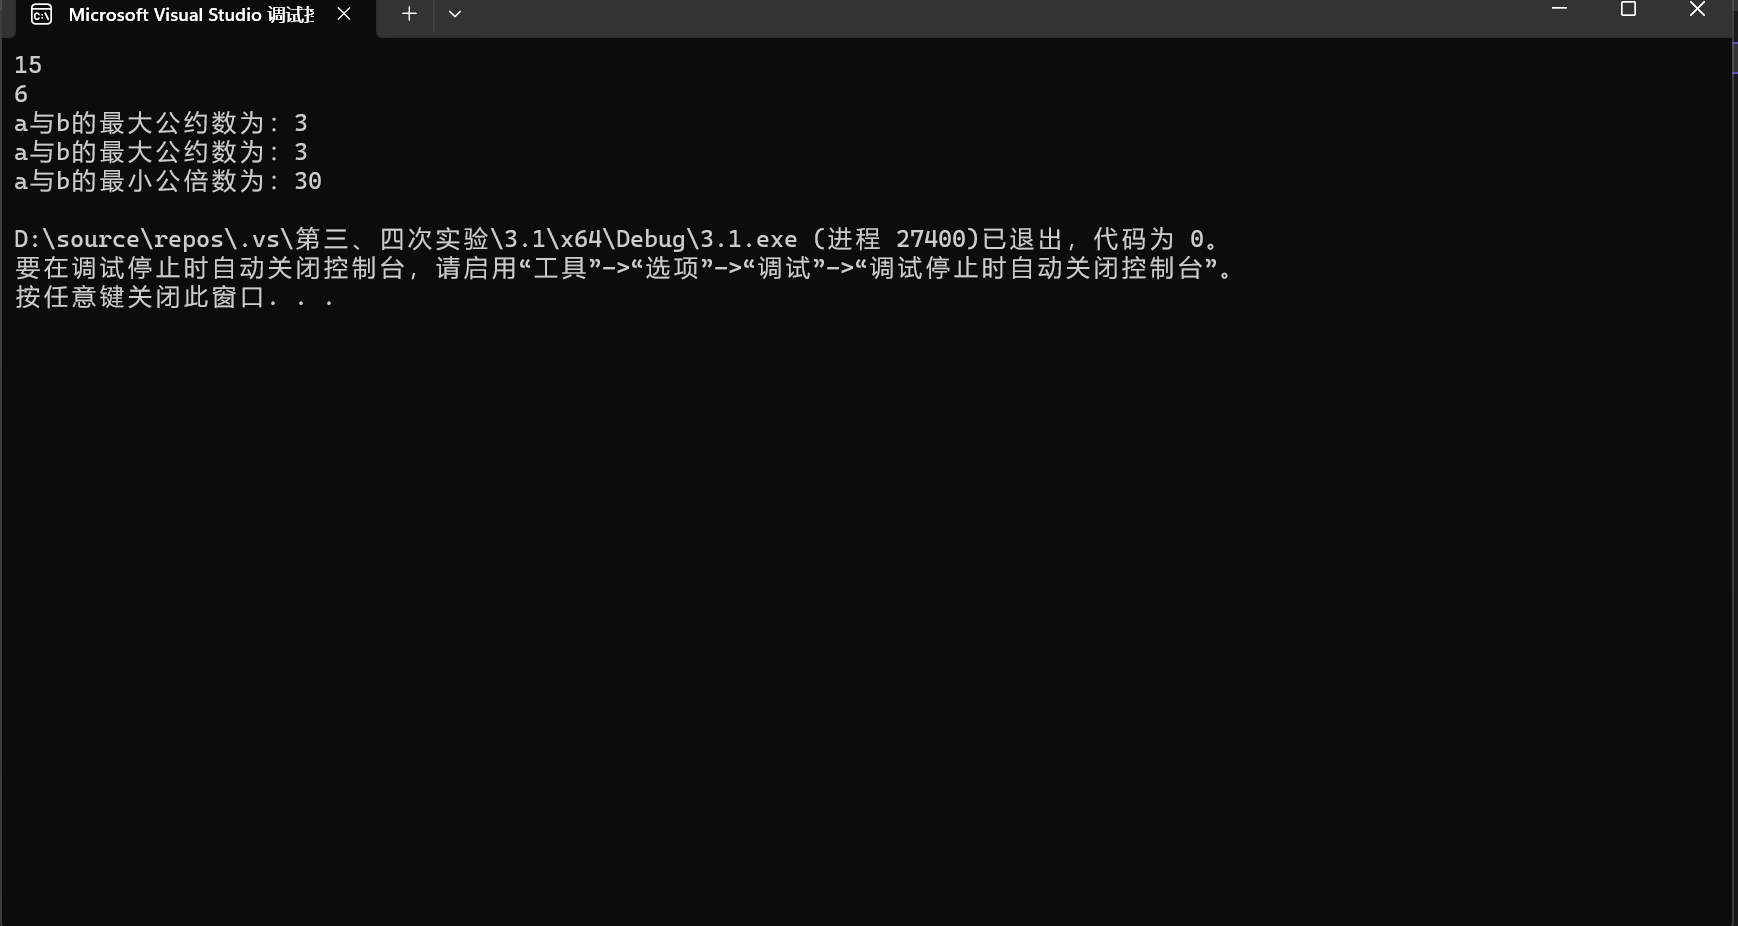 Microsoft Visual Studio 调试
15
6
a与b的最大公约数为：3
a与b的最大公约数为：3
a与b的最小公倍数为：30
D:\source\repos\.vs\第三、四次实验\3.1\x64\Debug\3.1.exe (进程 27400)已退出，代码为 0。
要在调试停止时自动关闭控制台，请启用“工具”->“选项”->“调试”->“调试停止时自动关闭控制台”。
按任意键关闭此窗口. . .